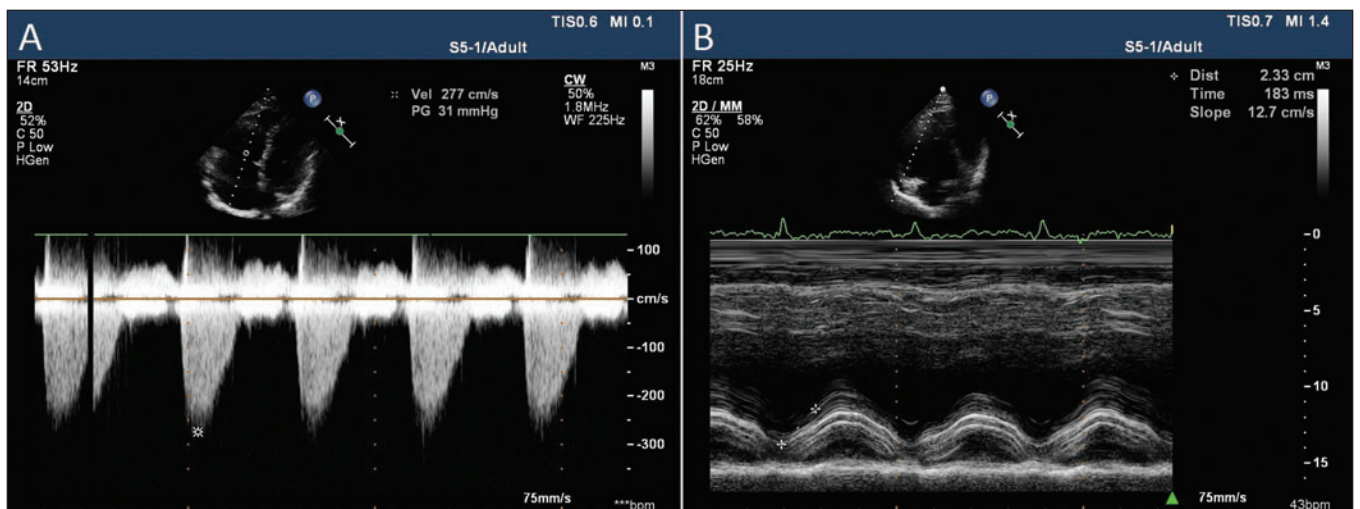 A
TIS0.6 MI 0.1
S5-1/Adult
FR 53Hz
14cm
2D
52%
C 50
P Low
HGen
P
X
Vel 277 cm/s
PG 31 mmHg
CW
50%
1.8MHz
WF 225Hz
M3
100
cm/s
-100
-200
-300
75mm/s
***bpm
B
TIS0.7 MI 1.4
S5-1/Adult
FR 25Hz
18cm
2D / MM
62% 58%
C 50
P Low
HGen
P
X
Dist 2.33 cm
Time 183 ms
Slope 12.7 cm/s
M3
0
5
10
15
75mm/s
43bpm